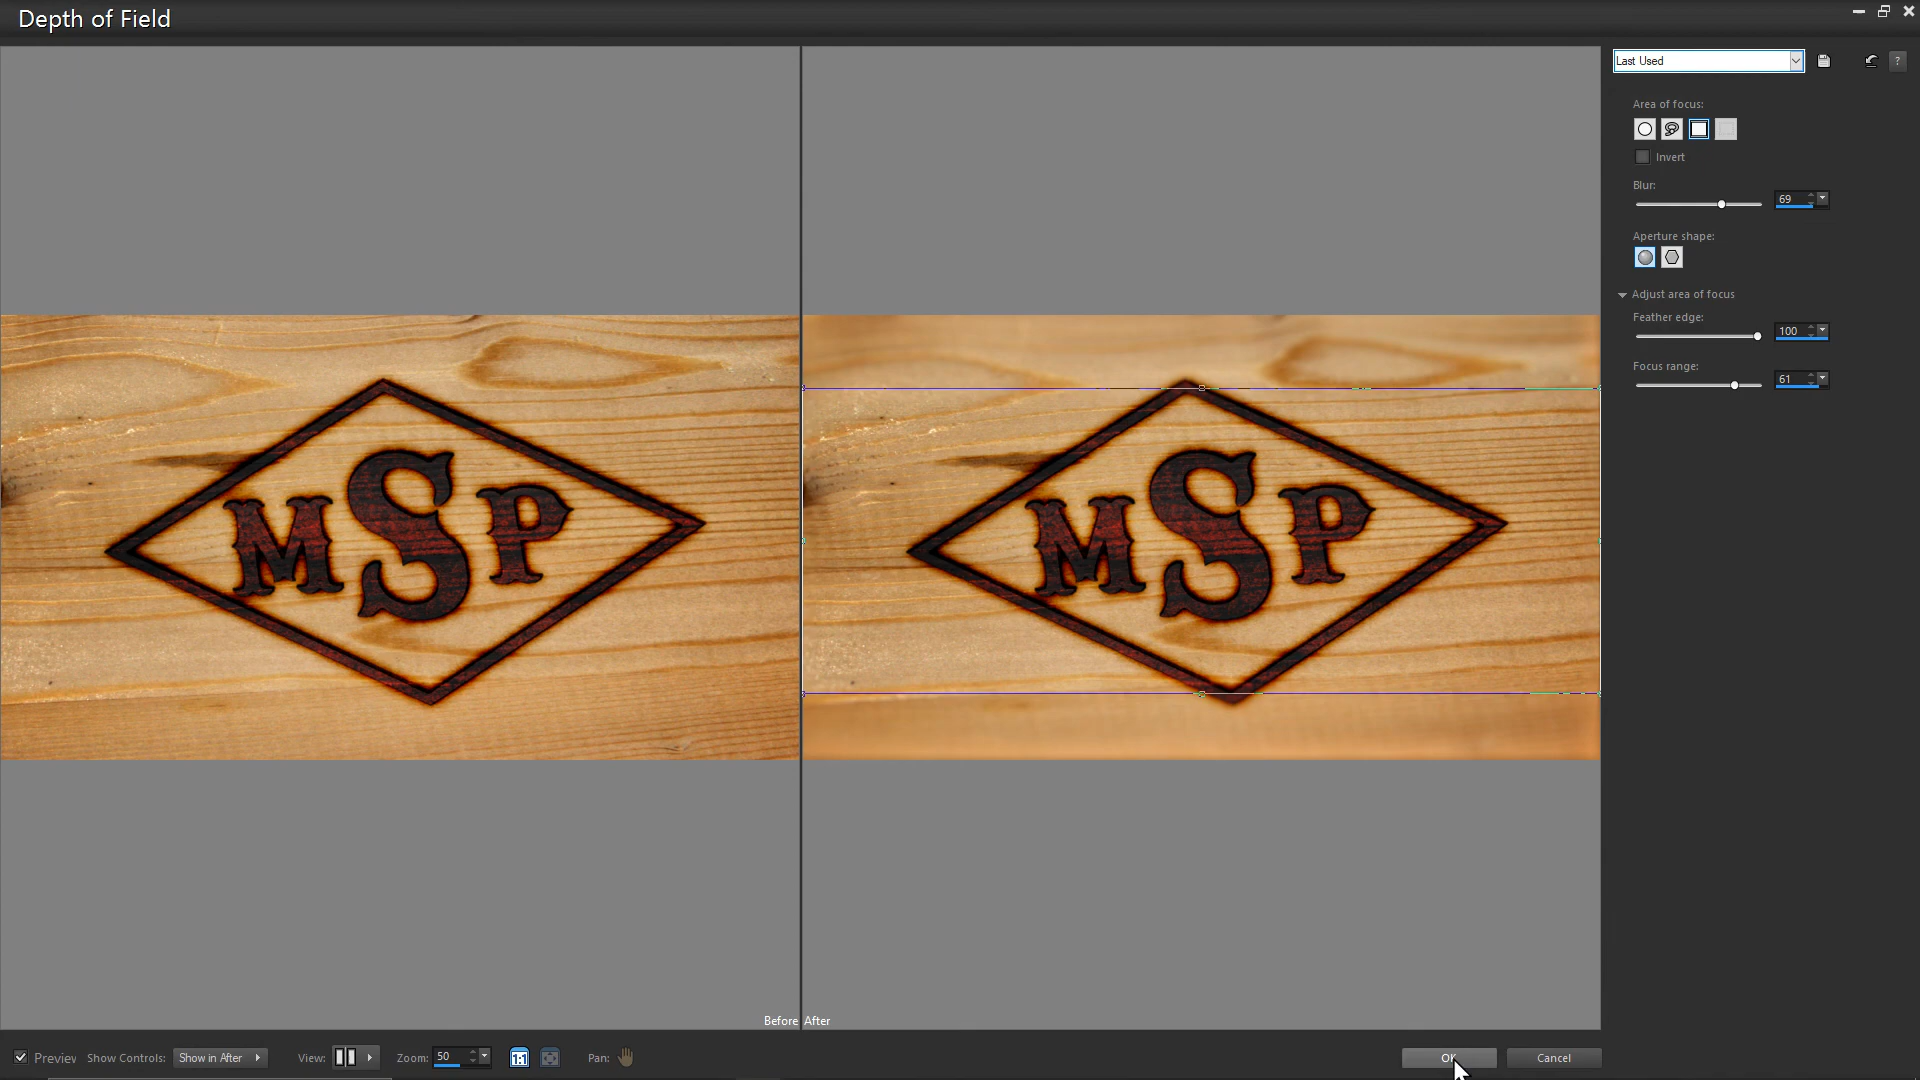 Depth of Field
Last Used
?
Area of focus:
Invert
Blur:
69
Aperture shape:
Adjust area of focus
Feather edge:
100
Focus range:
61
MSP
MSP
Before After
Preview
Show Controls: Show in After
View:
Zoom: 50
1:1
Pan:
OK
Cancel